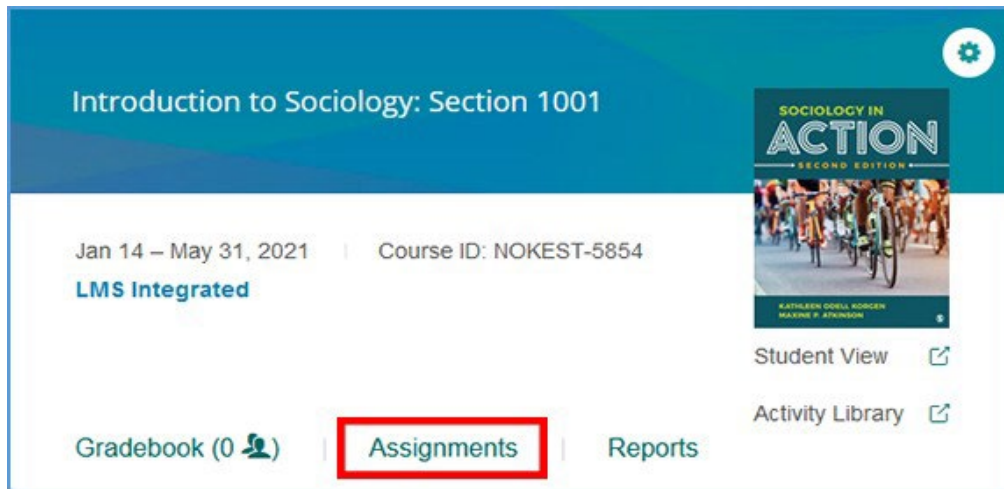 Introduction to Sociology: Section 1001
SOCIOLOGY IN
ACTION
SECOND EDITION
KATHLEEN ODELL KORGEN
MAXINE P. ATKINSON
Jan 14 – May 31, 2021
Course ID: NOKEST-5854
LMS Integrated
Student View
Activity Library
Gradebook (0 )
Assignments
Reports